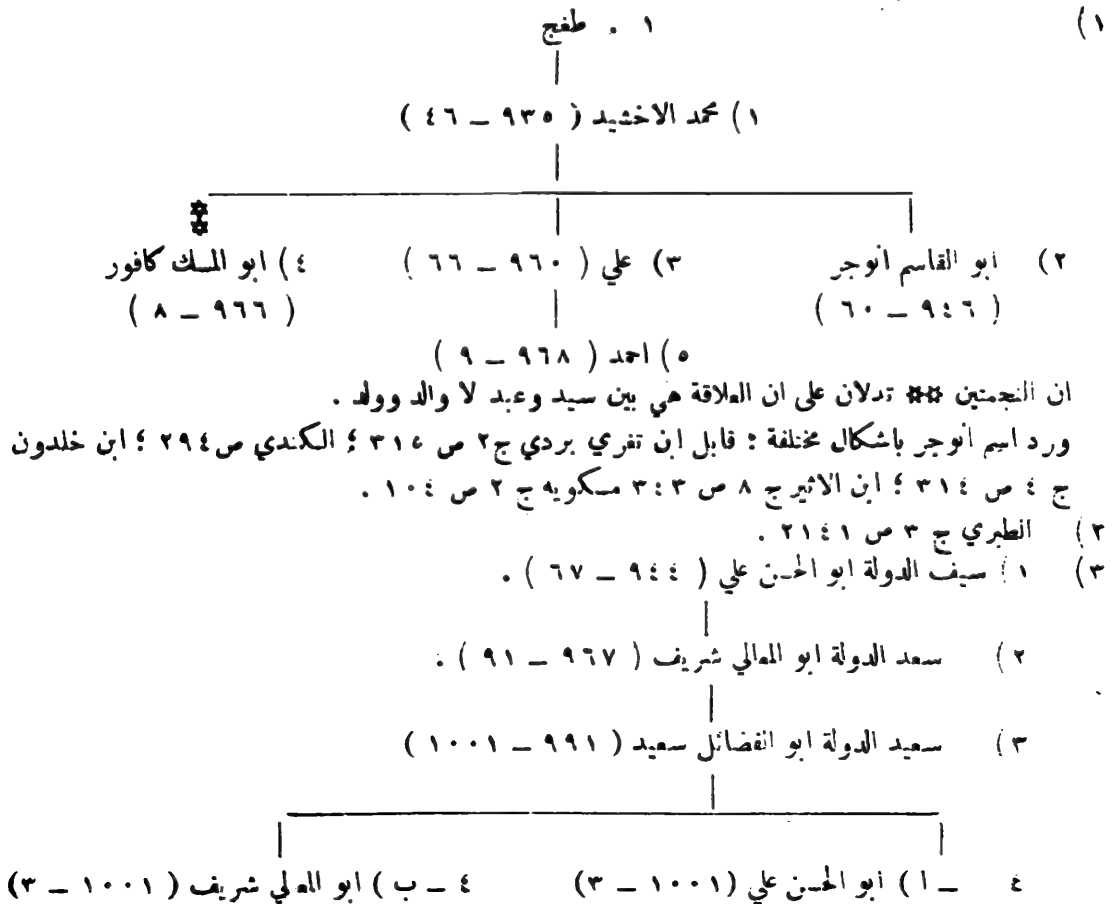 ١) ١ . طفج
١) محمد الاخشيد ( ٩٣٥ – ٤٦ )
٢) ابو القاسم انوجر ٣) علي ( ٩٦٠ – ٦٦ ) ٤) ابو المسك كافور
( ٩٤٦ – ٦٠ ) ( ٩٦٦ – ٨ )
٥) احمد ( ٩٦٨ – ٩ )
ان النجمتين ** تدلان على ان العلاقة هي بين سيد وعبد لا والد وولد .
ورد اسم انوجر باشكال مختلفة : قابل ابن تغري بردي ج٢ ص ٣١٥ ؛ الكندي ص ٢٩٤ ؛ ابن خلدون
ج ٤ ص ٣١٤ ؛ ابن الاثير ج ٨ ص ٣٤٣ مسكويه ج ٢ ص ١٠٤ .
٢) الطبري ج ٣ ص ٢١٤١ .
٣) ١) سيف الدولة ابو الحسن علي ( ٩٤٤ – ٦٧ ) .
٢) سعد الدولة ابو المعالي شريف ( ٩٦٧ – ٩١ ) .
٣) سعيد الدولة ابو الفضائل سعيد ( ٩٩١ – ١٠٠١ )
٤ – ا ) ابو الحسن علي (١٠٠١ – ٣) ٤ – ب ) ابو المعالي شريف ( ١٠٠١ – ٣)